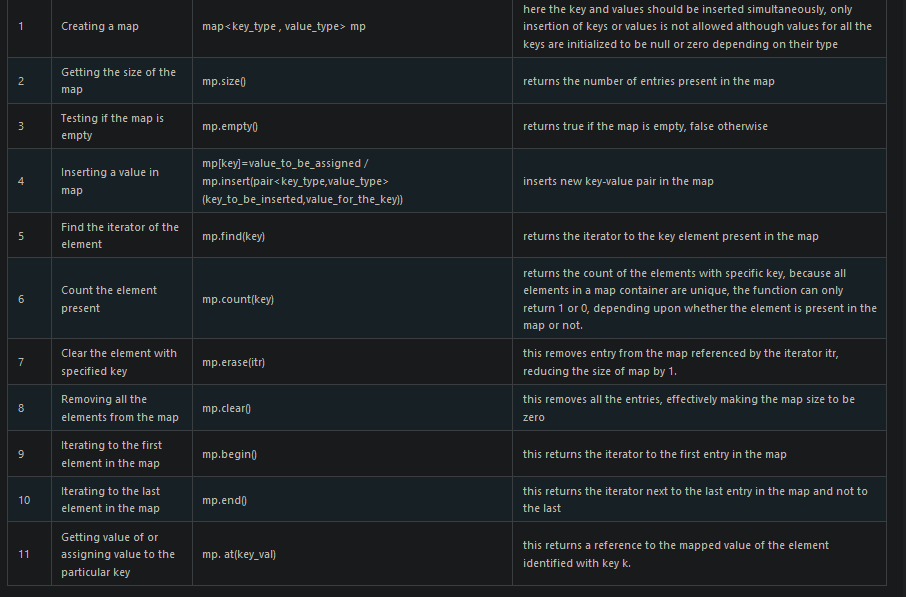 1
Creating a map
map<key_type , value_type> mp
here the key and values should be inserted simultaneously, only
insertion of keys or values is not allowed although values for all the
keys are initialized to be null or zero depending on their type
2
Getting the size of the
map
mp.size()
returns the number of entries present in the map
3
Testing if the map is
empty
mp.empty()
returns true if the map is empty, false otherwise
4
Inserting a value in
map
mp[key]=value_to_be_assigned /
mp.insert(pair<key_type,value_type>
(key_to_be_inserted,value_for_the_key))
inserts new key-value pair in the map
5
Find the iterator of the
element
mp.find(key)
returns the iterator to the key element present in the map
6
Count the element
present
mp.count(key)
returns the count of the elements with specific key, because all
elements in a map container are unique, the function can only
return 1 or 0, depending upon whether the element is present in the
map or not.
7
Clear the element with
specified key
mp.erase(itr)
this removes entry from the map referenced by the iterator itr,
reducing the size of map by 1.
8
Removing all the
elements from the map
mp.clear()
this removes all the entries, effectively making the map size to be
zero
9
Iterating to the first
element in the map
mp.begin()
this returns the iterator to the first entry in the map
10
Iterating to the last
element in the map
mp.end()
this returns the iterator next to the last entry in the map and not to
the last
11
Getting value of or
assigning value to the
particular key
mp. at(key_val)
this returns a reference to the mapped value of the element
identified with key k.